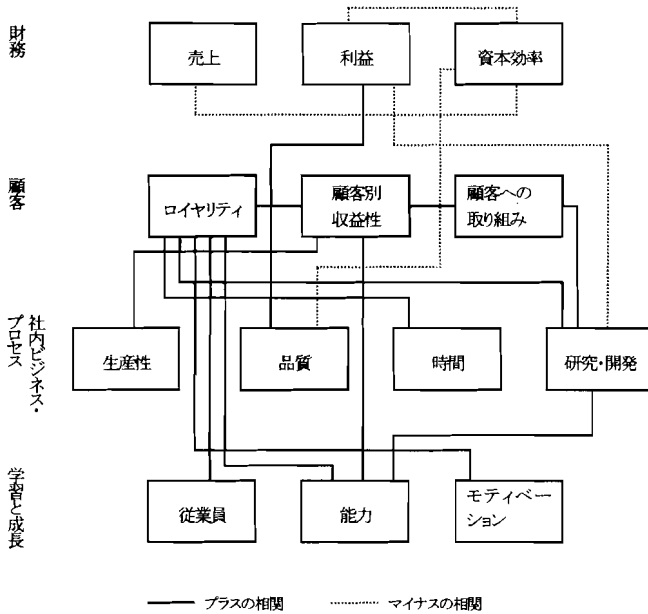 財務
売上
利益
資本効率
顧客
ロイヤリティ
顧客別
収益性
顧客への
取り組み
社内ビジネス・
プロセス
生産性
品質
時間
研究・開発
学習と成長
従業員
能力
モティベー
ション
プラスの相関
マイナスの相関